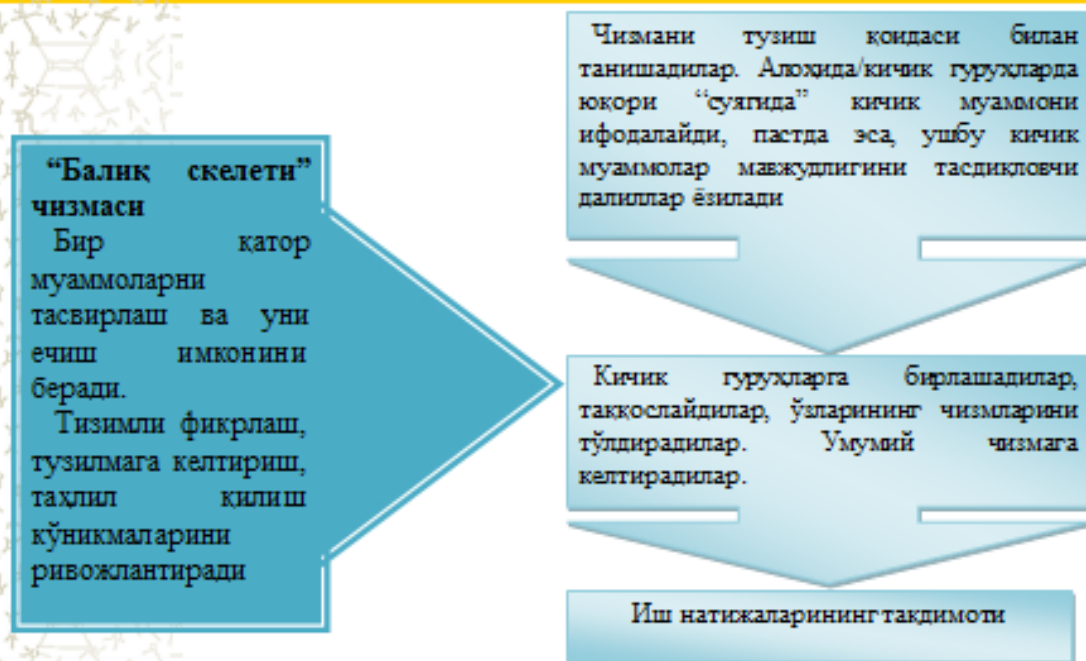 “Балиқ скелети”
чизмаси
Бир қатор
муаммоларни
тасвирлаш ва уни
ечиш имконини
беради.
Тизимли фикрлаш,
тузилмага келтириш,
таҳлил қилиш
кўникмаларини
ривожлантиради
Чизмани тузиш қоидаси билан
танишадилар. Алоҳида/кичик гуруҳларда
юқори “суягида” кичик муаммони
ифодалайди, пастда эса, ушбу кичик
муаммолар мавжудлигини тасдиқловчи
далиллар ёзилади
Кичик гуруҳларга бирлашадилар,
таққослайдилар, ўзларининг чизмларини
тўлдирадилар. Умумий чизмага
келтирадилар.
Иш натижаларининг тақдимоти